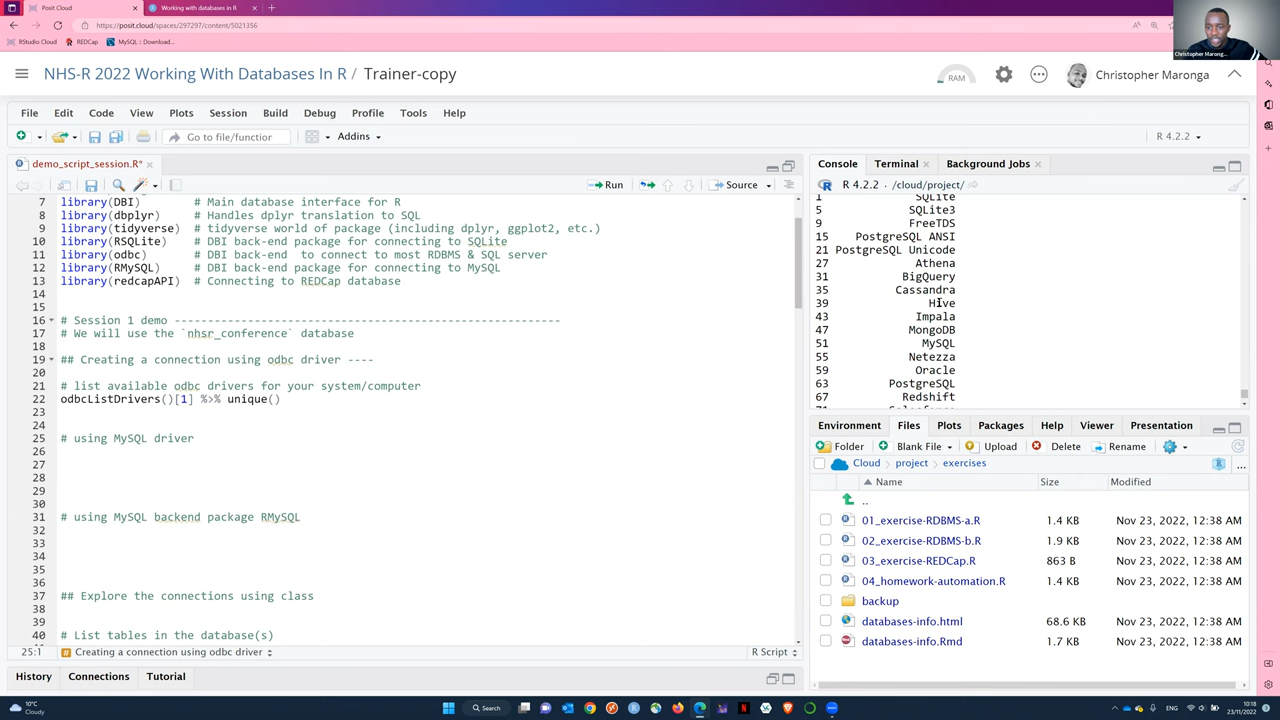 Posit Cloud
Working with databases in R
https://posit.cloud/spaces/297297/content/5021356
RStudio Cloud REDCap MySQL :: Download...
Christopher Marong...
NHS-R 2022 Working With Databases In R / Trainer-copy
RAM
Christopher Maronga
File Edit Code View Plots Session Build Debug Profile Tools Help
Go to file/function Addins
R 4.2.2
demo_script_session.R*
Run Source
7 library(DBI) # Main database interface for R
8 library(dbplyr) # Handles dplyr translation to SQL
9 library(tidyverse) # tidyverse world of package (including dplyr, ggplot2, etc.)
10 library(RSQLite) # DBI back-end package for connecting to SQLite
11 library(odbc) # DBI back-end to connect to most RDBMS & SQL server
12 library(RMySQL) # DBI back-end package for connecting to MySQL
13 library(redcapAPI) # Connecting to REDCap database
14
15
16 # Session 1 demo ----------------------------------------------------------
17 # We will use the `nhsr_conference` database
18
19 ## Creating a connection using odbc driver ----
20
21 # list available odbc drivers for your system/computer
22 odbcListDrivers()[1] %>% unique()
23
24
25 # using MySQL driver
26
27
28
29
30
31 # using MySQL backend package RMySQL
32
33
34
35
36
37 ## Explore the connections using class
38
39
40 # List tables in the database(s)
25:1 Creating a connection using odbc driver R Script
History Connections Tutorial
Console Terminal Background Jobs
R 4.2.2 . /cloud/project/
1 SQLite
5 SQLite3
9 FreeTDS
15 PostgreSQL ANSI
21 PostgreSQL Unicode
27 Athena
31 BigQuery
35 Cassandra
39 Hive
43 Impala
47 MongoDB
51 MySQL
55 Netezza
59 Oracle
63 PostgreSQL
67 Redshift
71 Salesforce
Environment Files Plots Packages Help Viewer Presentation
Folder Blank File Upload Delete Rename
Cloud project exercises
Name Size Modified
..
01_exercise-RDBMS-a.R 1.4 KB Nov 23, 2022, 12:38 AM
02_exercise-RDBMS-b.R 1.9 KB Nov 23, 2022, 12:38 AM
03_exercise-REDCap.R 863 B Nov 23, 2022, 12:38 AM
04_homework-automation.R 1.4 KB Nov 23, 2022, 12:38 AM
backup
databases-info.html 68.6 KB Nov 23, 2022, 12:38 AM
databases-info.Rmd 1.7 KB Nov 23, 2022, 12:38 AM
10°C
Cloudy
Search
ENG
10:18
23/11/2022